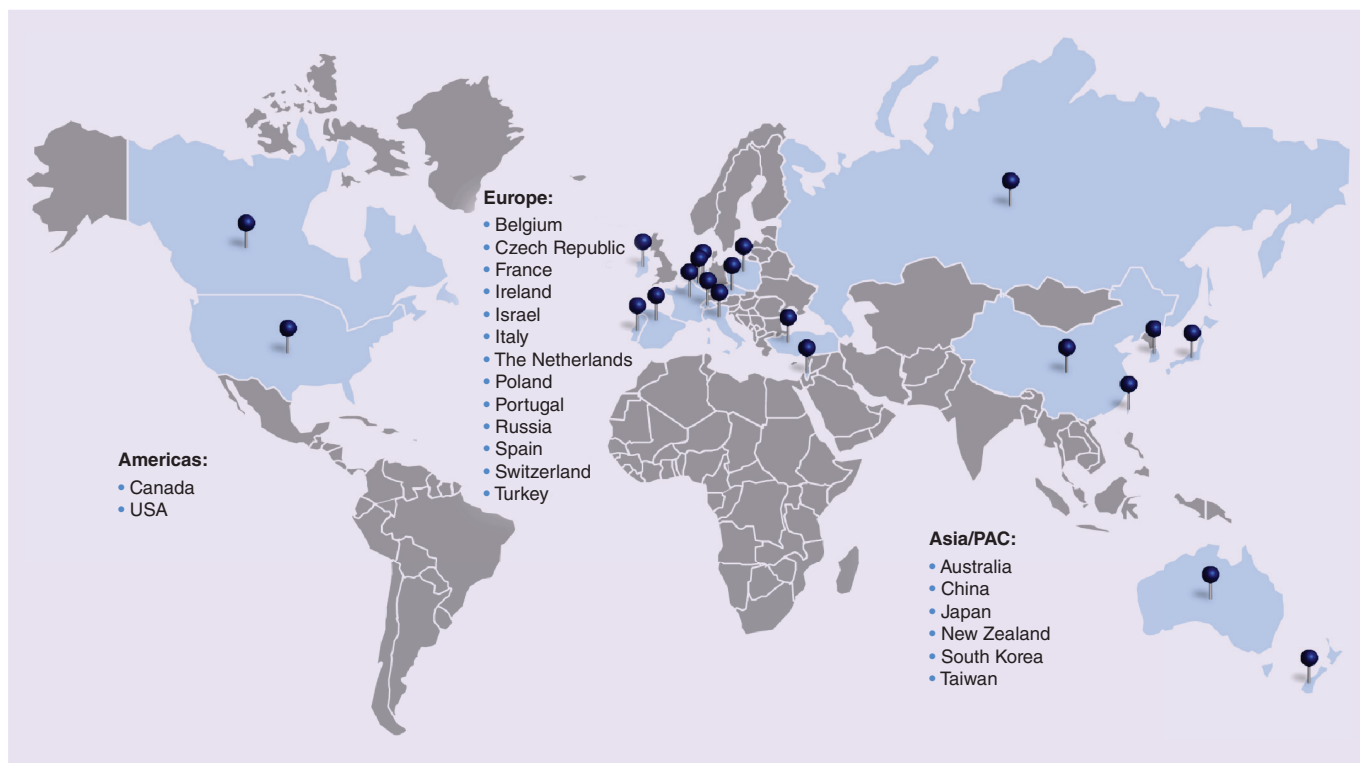 Europe:
• Belgium
• Czech Republic
• France
• Ireland
• Israel
• Italy
• The Netherlands
• Poland
• Portugal
• Russia
• Spain
• Switzerland
• Turkey
Americas:
• Canada
• USA
Asia/PAC:
• Australia
• China
• Japan
• New Zealand
• South Korea
• Taiwan